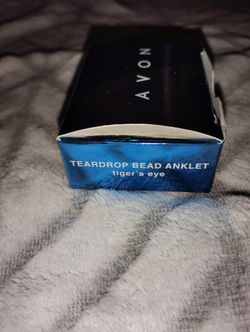 AVON
TEARDROP BEAD ANKLET
tiger's eye